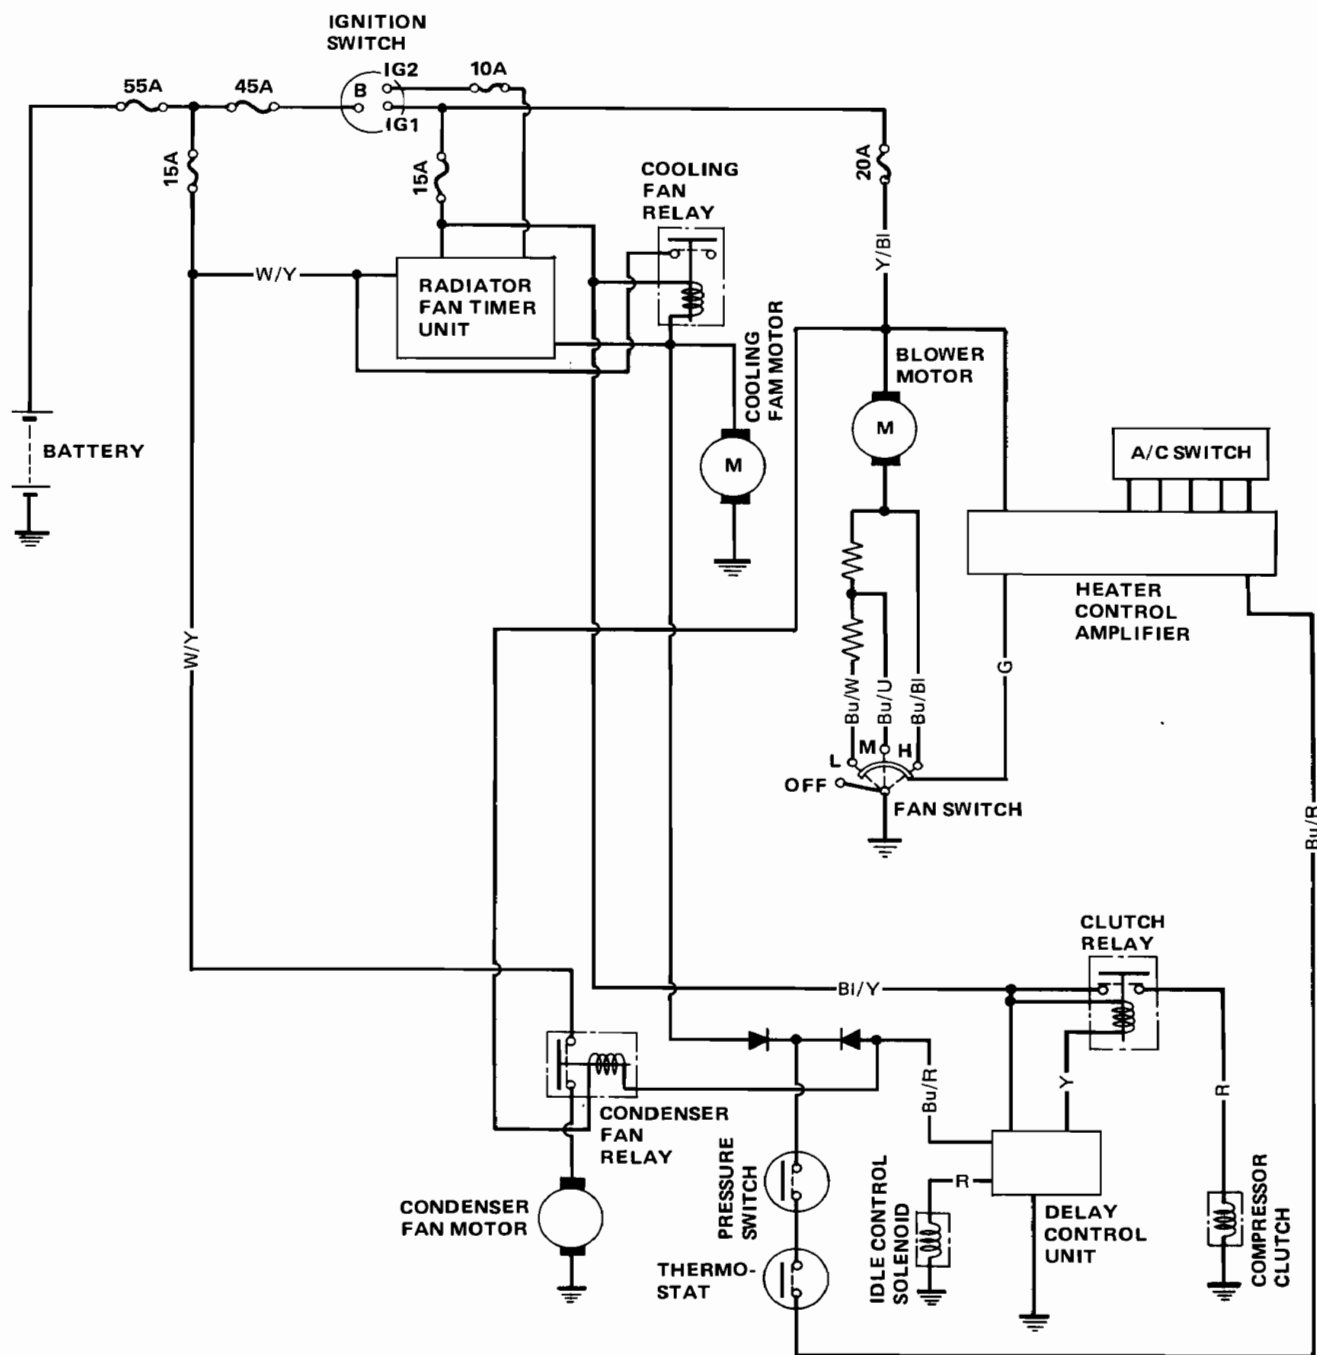 IGNITION
SWITCH
55A
45A
B
IG2
IG1
10A
15A
15A
20A
COOLING
FAN
RELAY
W/Y
RADIATOR
FAN TIMER
UNIT
Y/Bl
COOLING
FAM MOTOR
M
BLOWER
MOTOR
M
BATTERY
A/C SWITCH
HEATER
CONTROL
AMPLIFIER
W/Y
Bu/W
Bu/U
Bu/Bl
G
L
M
H
OFF
FAN SWITCH
Bu/R
CLUTCH
RELAY
Bl/Y
Bu/R
Y
R
CONDENSER
FAN
RELAY
PRESSURE
SWITCH
CONDENSER
FAN MOTOR
THERMO-
STAT
R
IDLE CONTROL
SOLENOID
DELAY
CONTROL
UNIT
COMPRESSOR
CLUTCH